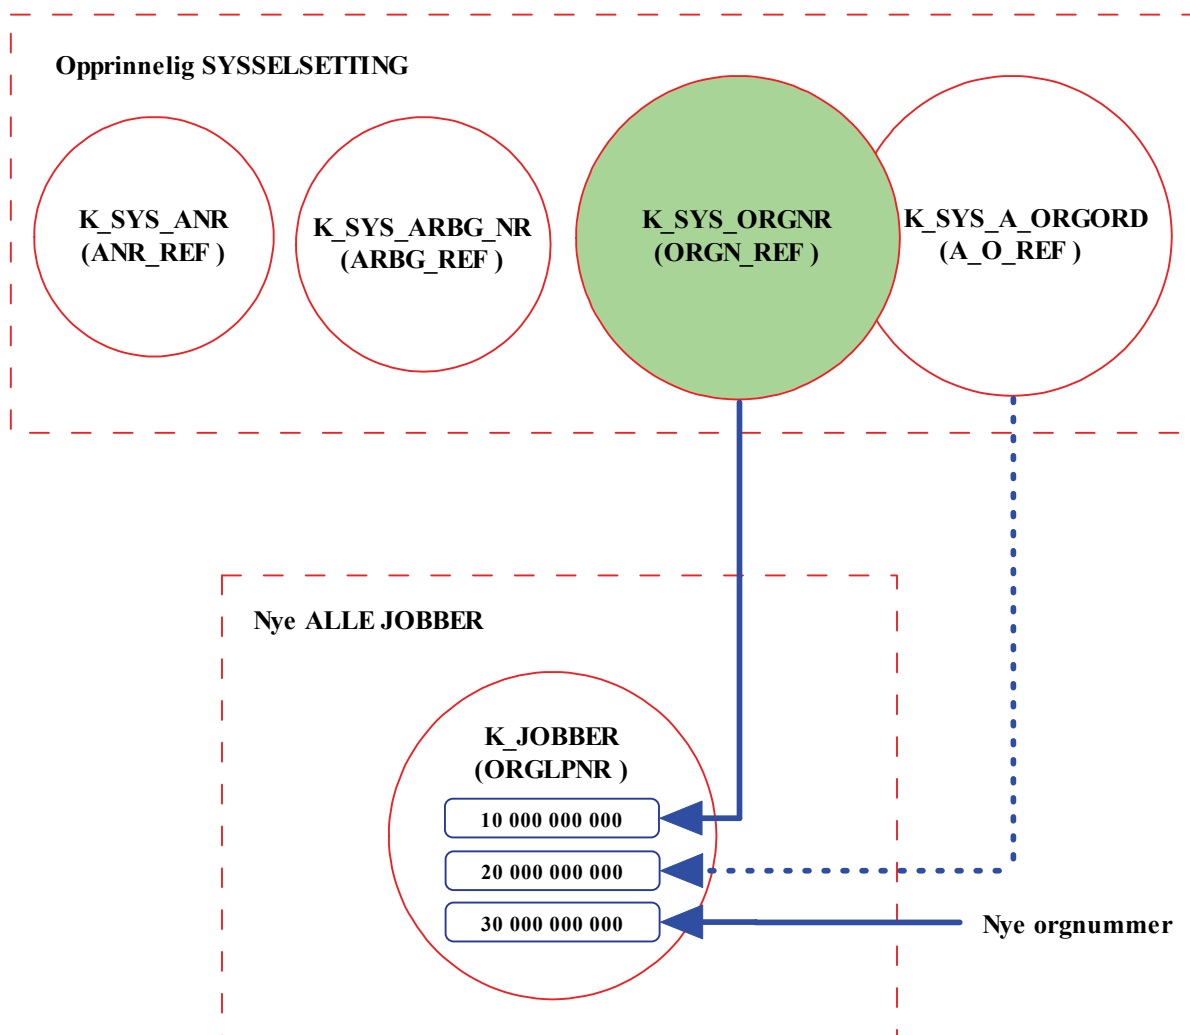 Opprinnelig SYSSELSETTING
K_SYS_ANR
(ANR_REF )
K_SYS_ARBG_NR
(ARBG_REF )
K_SYS_ORGNR
(ORGN_REF )
K_SYS_A_ORGORD
(A_O_REF )
Nye ALLE JOBBER
K_JOBBER
(ORGLPNR )
10 000 000 000
20 000 000 000
30 000 000 000
Nye orgnummer